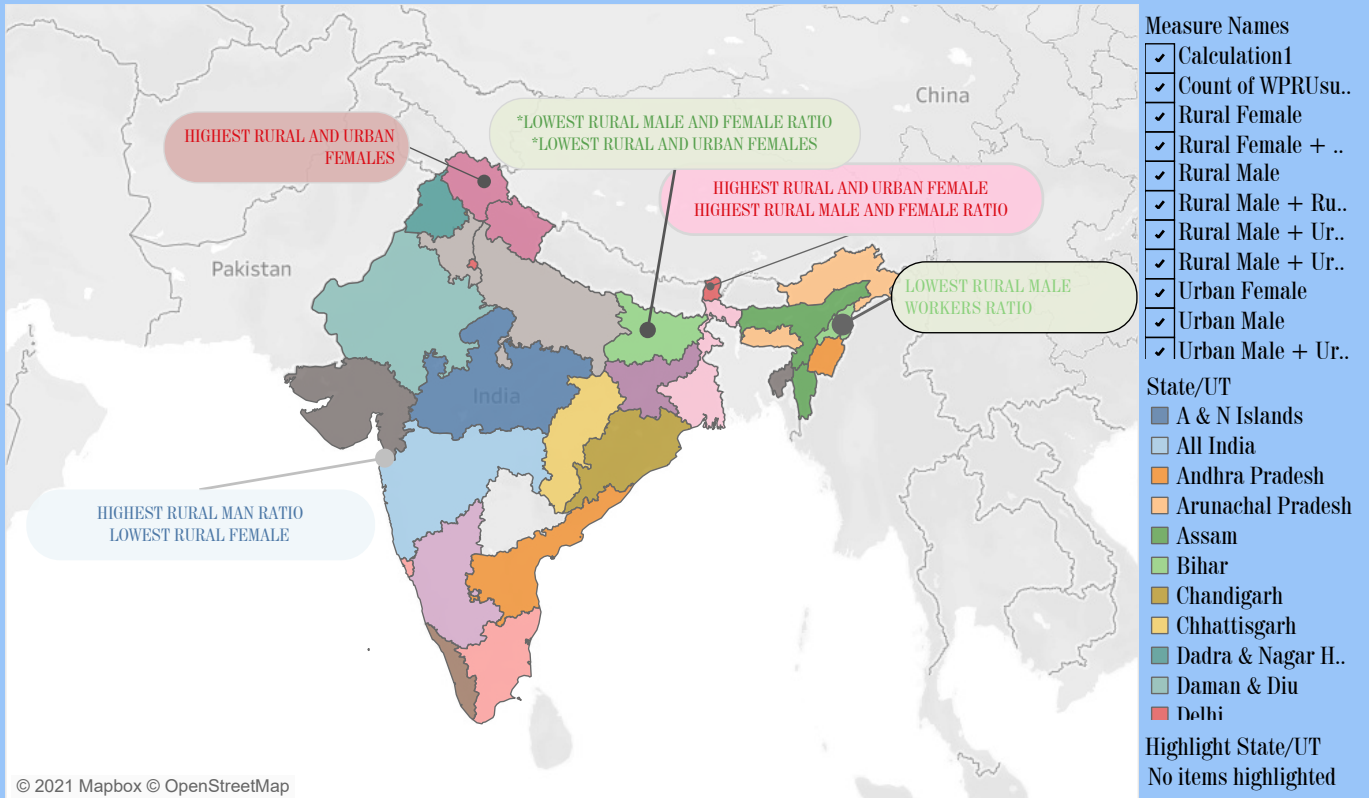 China
Pakistan
India
HIGHEST RURAL AND URBAN
FEMALES
*LOWEST RURAL MALE AND FEMALE RATIO
*LOWEST RURAL AND URBAN FEMALES
HIGHEST RURAL AND URBAN FEMALE
HIGHEST RURAL MALE AND FEMALE RATIO
LOWEST RURAL MALE
WORKERS RATIO
HIGHEST RURAL MAN RATIO
LOWEST RURAL FEMALE
© 2021 Mapbox © OpenStreetMap
Measure Names
Calculation1
Count of WPRUsu..
Rural Female
Rural Female + ..
Rural Male
Rural Male + Ru..
Rural Male + Ur..
Rural Male + Ur..
Urban Female
Urban Male
Urban Male + Ur..
State/UT
A & N Islands
All India
Andhra Pradesh
Arunachal Pradesh
Assam
Bihar
Chandigarh
Chhattisgarh
Dadra & Nagar H..
Daman & Diu
Delhi
Highlight State/UT
No items highlighted